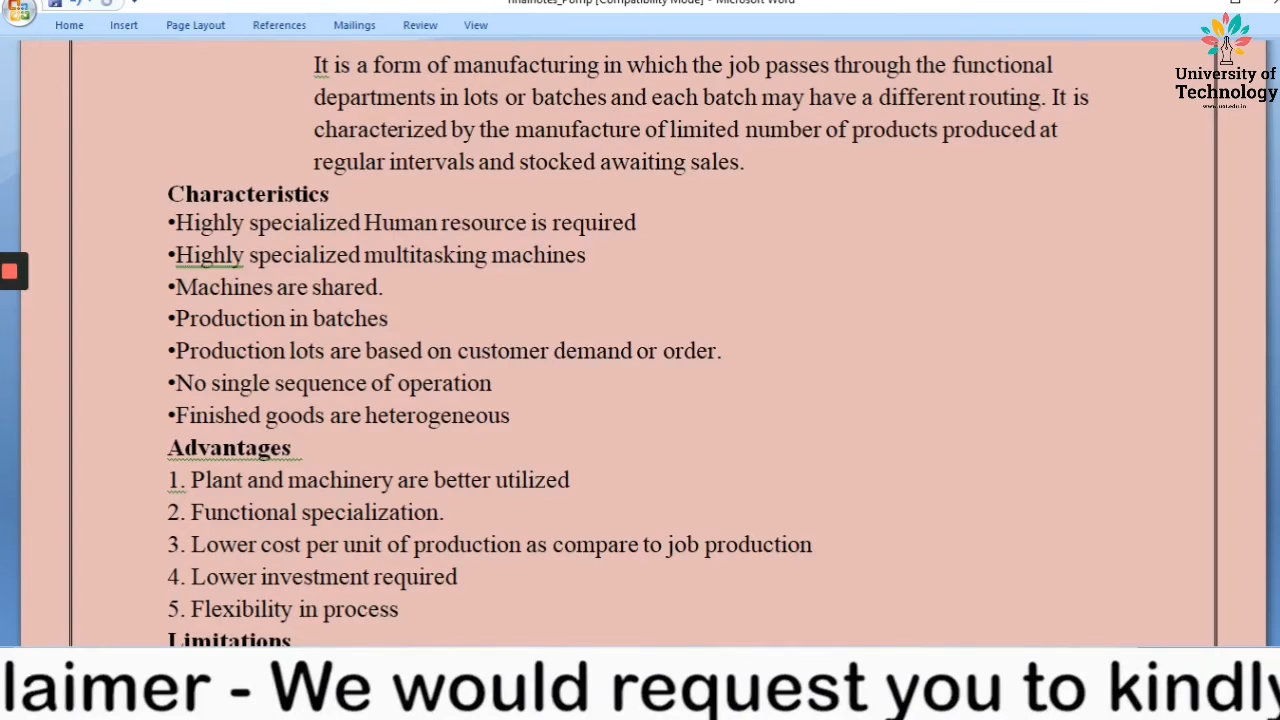 finalnotes_Pomp [Compatibility Mode] - Microsoft Word
Home Insert Page Layout References Mailings Review View
University of
Technology
It is a form of manufacturing in which the job passes through the functional
departments in lots or batches and each batch may have a different routing. It is
characterized by the manufacture of limited number of products produced at
regular intervals and stocked awaiting sales.
Characteristics
•Highly specialized Human resource is required
•Highly specialized multitasking machines
•Machines are shared.
•Production in batches
•Production lots are based on customer demand or order.
•No single sequence of operation
•Finished goods are heterogeneous
Advantages
1. Plant and machinery are better utilized
2. Functional specialization.
3. Lower cost per unit of production as compare to job production
4. Lower investment required
5. Flexibility in process
Limitations
laimer - We would request you to kindly